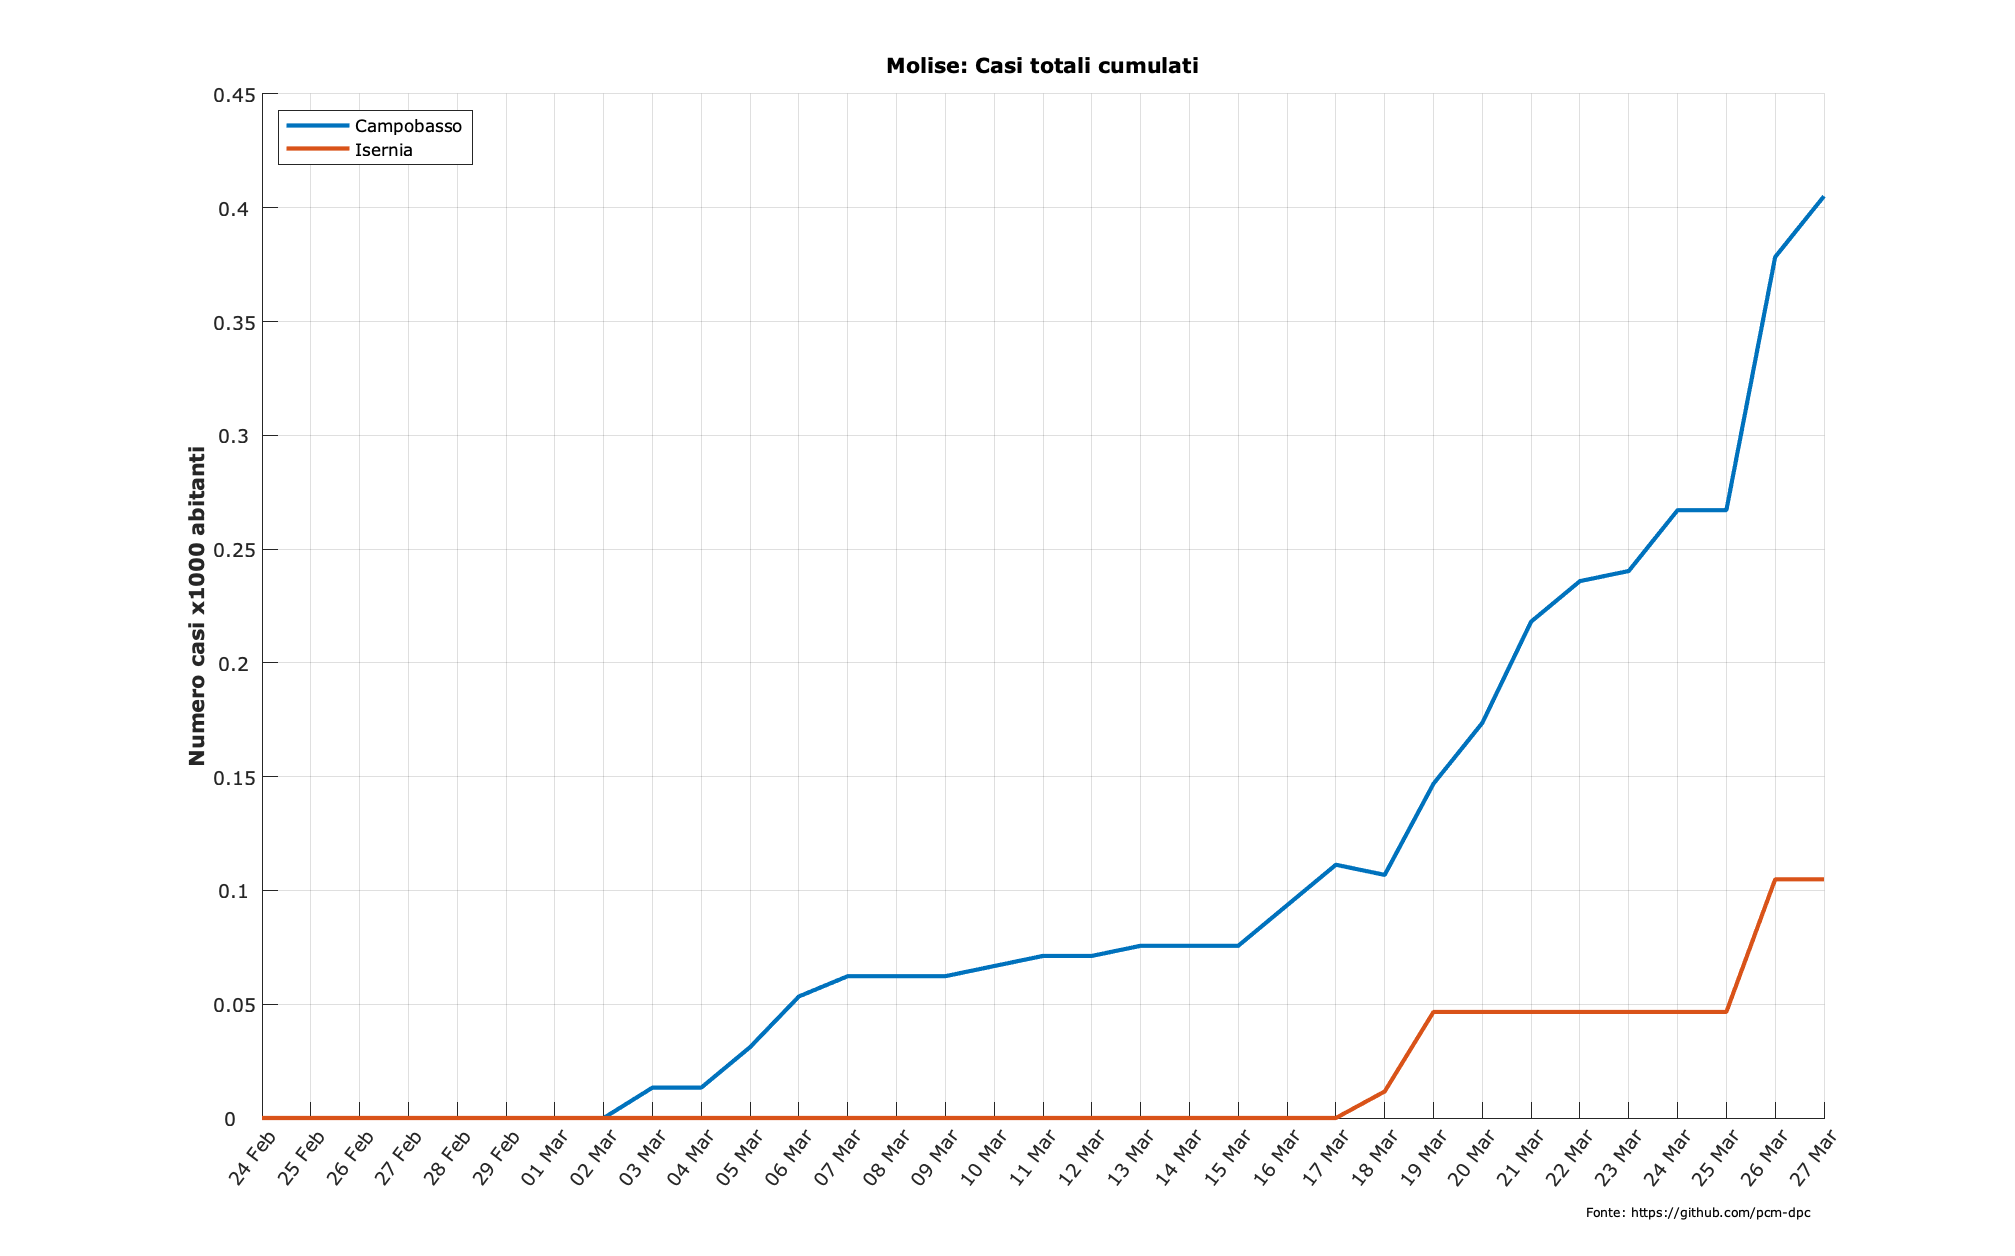 Molise: Casi totali cumulati
Campobasso
Isernia
Numero casi x1000 abitanti
0.45
0.4
0.35
0.3
0.25
0.2
0.15
0.1
0.05
0
24 Feb
25 Feb
26 Feb
27 Feb
28 Feb
29 Feb
01 Mar
02 Mar
03 Mar
04 Mar
05 Mar
06 Mar
07 Mar
08 Mar
09 Mar
10 Mar
11 Mar
12 Mar
13 Mar
14 Mar
15 Mar
16 Mar
17 Mar
18 Mar
19 Mar
20 Mar
21 Mar
22 Mar
23 Mar
24 Mar
25 Mar
26 Mar
27 Mar
Fonte: https://github.com/pcm-dpc